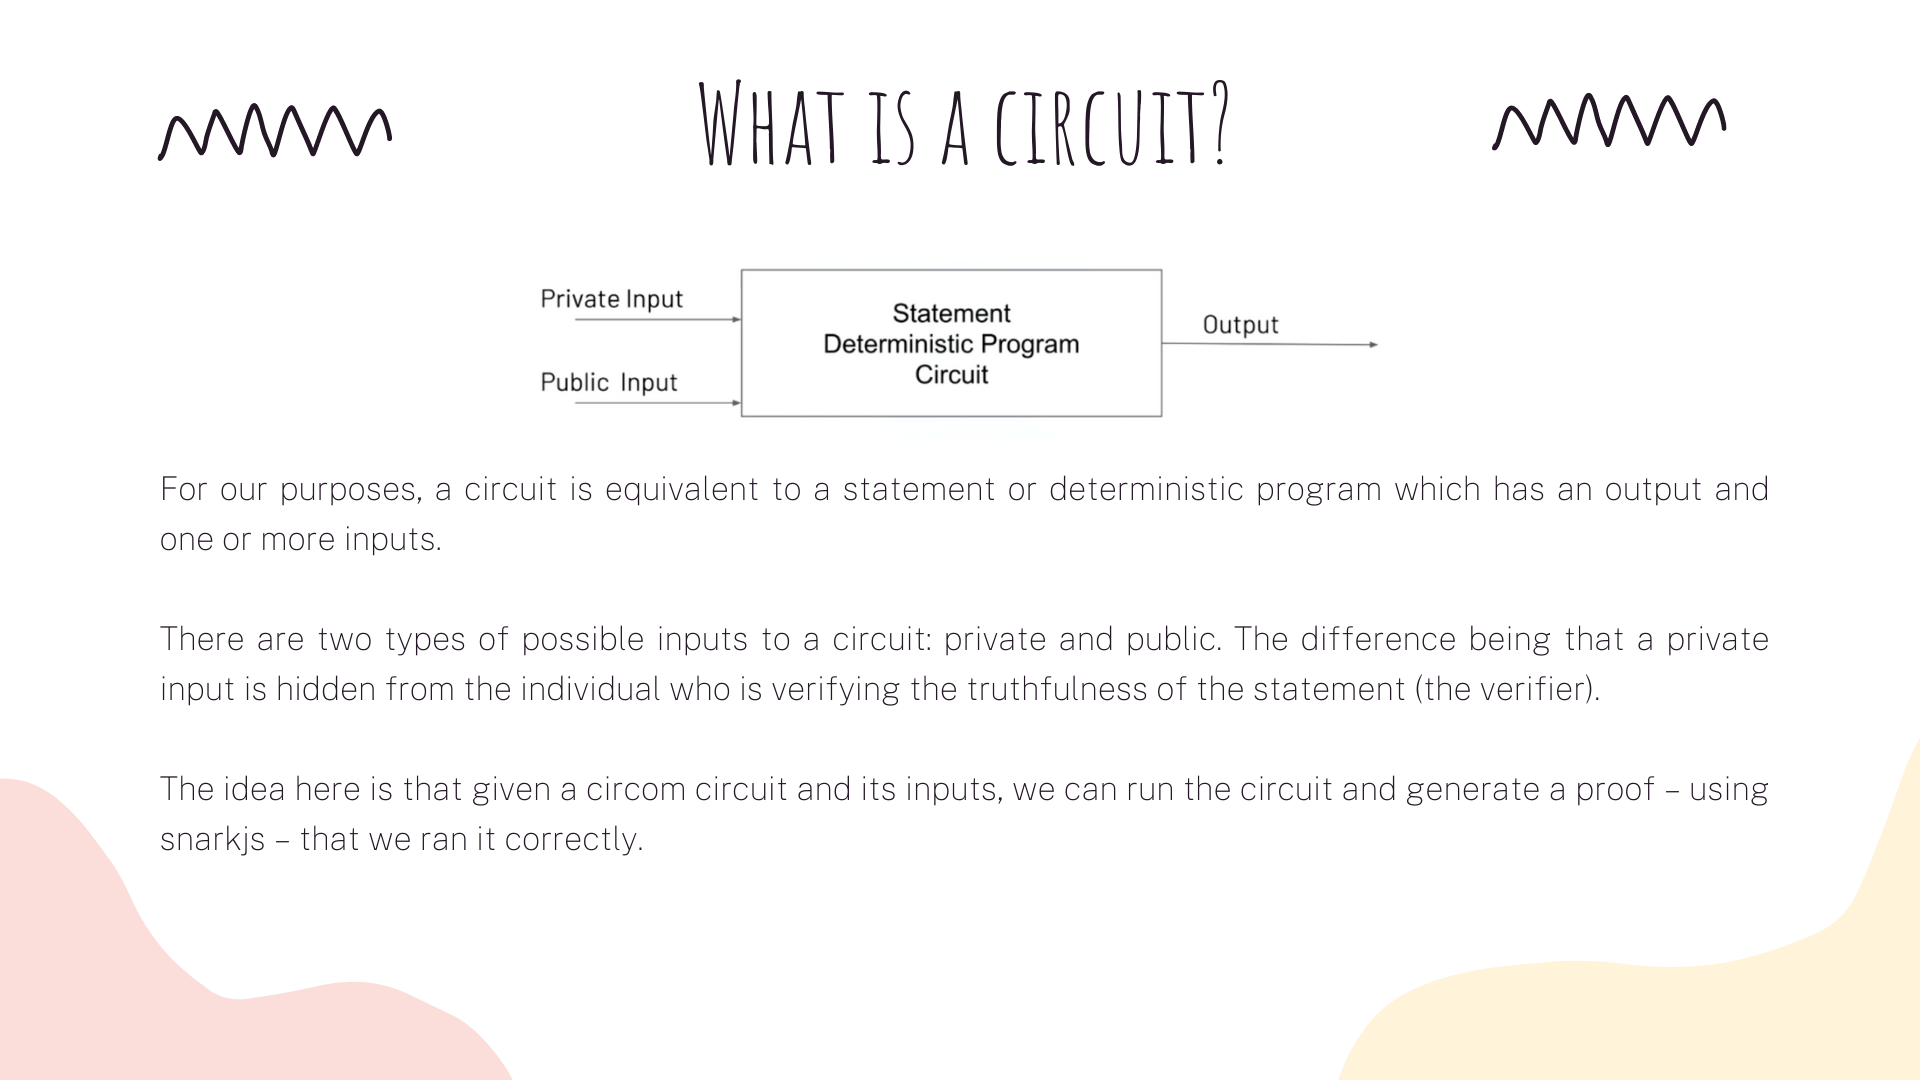 WHAT IS A CIRCUIT?
Private Input
Public Input
Statement
Deterministic Program
Circuit
Output
For our purposes, a circuit is equivalent to a statement or deterministic program which has an output and
one or more inputs.
There are two types of possible inputs to a circuit: private and public. The difference being that a private
input is hidden from the individual who is verifying the truthfulness of the statement (the verifier).
The idea here is that given a circom circuit and its inputs, we can run the circuit and generate a proof – using
snarkjs – that we ran it correctly.